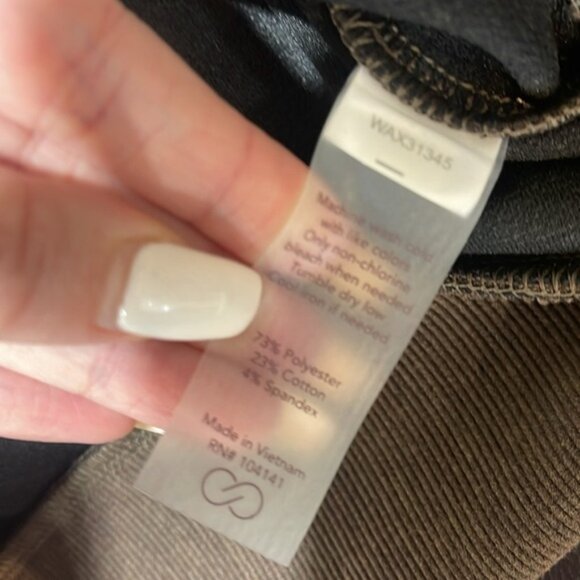 WAX31345
Machine wash cold
with like colors
Only non-chlorine
bleach when needed
Tumble dry low
Cool iron if needed
73% Polyester
23% Cotton
4% Spandex
Made in Vietnam
RN# 104141